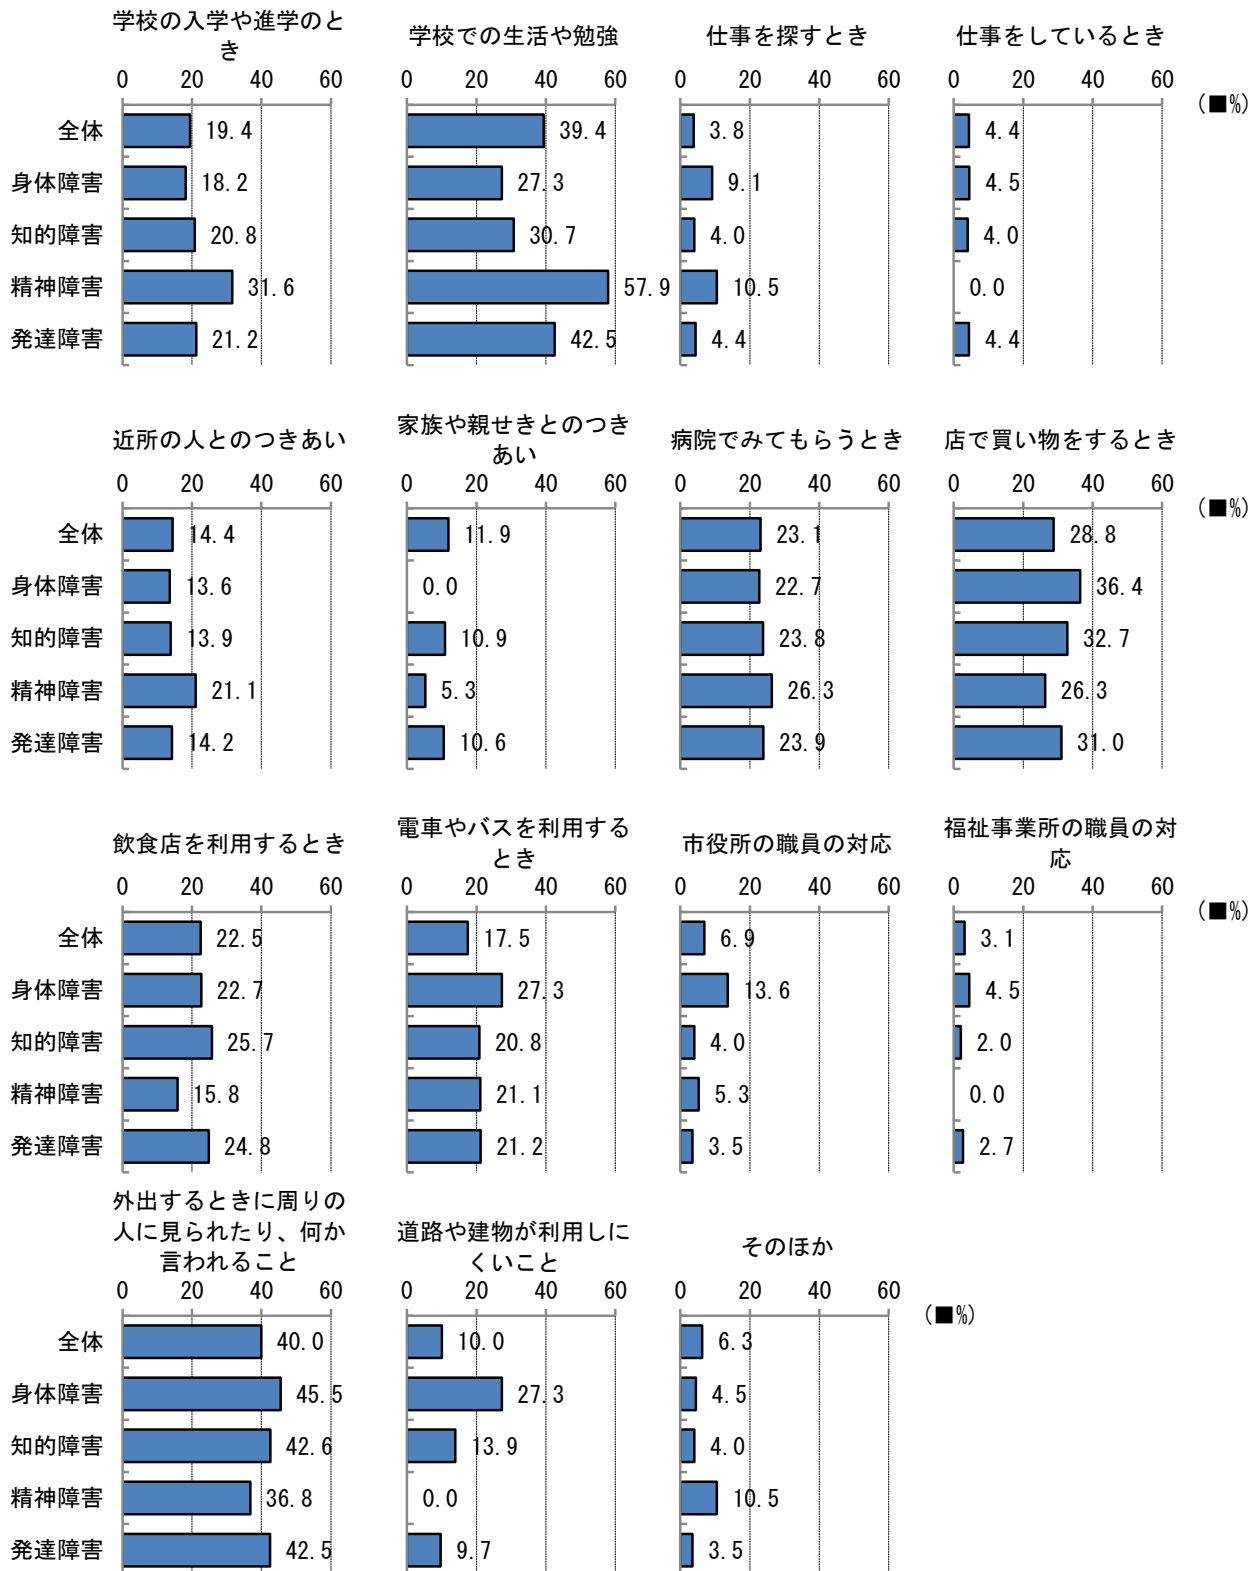 学校の入学や進学のと
き
学校での生活や勉強
仕事を探すとき
仕事をしているとき
0 20 40 60
0 20 40 60
0 20 40 60
0 20 40 60
(■%)
全体 19.4 39.4 3.8 4.4
身体障害 18.2 27.3 9.1 4.5
知的障害 20.8 30.7 4.0 4.0
精神障害 31.6 57.9 10.5 0.0
発達障害 21.2 42.5 4.4 4.4
近所の人とのつきあい
家族や親せきとのつき
あい
病院でみてもらうとき
店で買い物をするとき
0 20 40 60
0 20 40 60
0 20 40 60
0 20 40 60
(■%)
全体 14.4 11.9 23.1 28.8
身体障害 13.6 0.0 22.7 36.4
知的障害 13.9 10.9 23.8 32.7
精神障害 21.1 5.3 26.3 26.3
発達障害 14.2 10.6 23.9 31.0
飲食店を利用するとき
電車やバスを利用する
とき
市役所の職員の対応
福祉事業所の職員の対
応
0 20 40 60
0 20 40 60
0 20 40 60
0 20 40 60
(■%)
全体 22.5 17.5 6.9 3.1
身体障害 22.7 27.3 13.6 4.5
知的障害 25.7 20.8 4.0 2.0
精神障害 15.8 21.1 5.3 0.0
発達障害 24.8 21.2 3.5 2.7
外出するときに周りの
人に見られたり、何か
言われること
道路や建物が利用しに
くいこと
そのほか
0 20 40 60
0 20 40 60
0 20 40 60
(■%)
全体 40.0 10.0 6.3
身体障害 45.5 27.3 4.5
知的障害 42.6 13.9 4.0
精神障害 36.8 0.0 10.5
発達障害 42.5 9.7 3.5